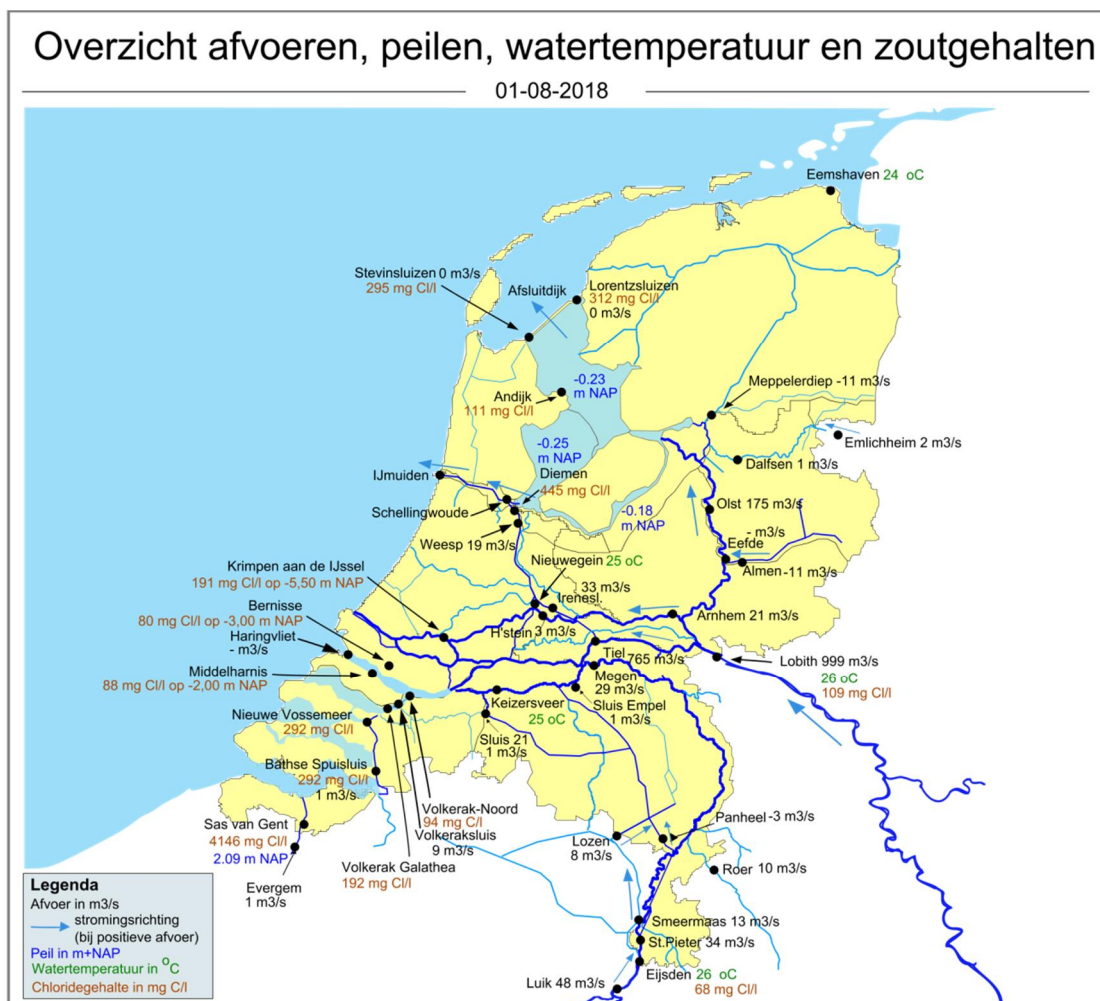 Overzicht afvoeren, peilen, watertemperatuur en zoutgehalten
01-08-2018
Eemshaven 24 oC
Stevinsluizen 0 m3/s
295 mg Cl/l
Afsluitdijk
Lorentzsluizen
312 mg Cl/l
0 m3/s
-0.23
m NAP
Andijk
111 mg Cl/l
Meppelerdiep -11 m3/s
Emlichheim 2 m3/s
-0.25
m NAP
Dalfsen 1 m3/s
IJmuiden
Diemen
445 mg Cl/l
-0.18
m NAP
Olst 175 m3/s
Schellingwoude
Weesp 19 m3/s
- m3/s
Eefde
Almen -11 m3/s
Nieuwegein 25 oC
Krimpen aan de IJssel
191 mg Cl/l op -5,50 m NAP
33 m3/s
Irenesl.
Bernisse
80 mg Cl/l op -3,00 m NAP
Arnhem 21 m3/s
H'stein 3 m3/s
Haringvliet
- m3/s
Tiel 765 m3/s
Lobith 999 m3/s
26 oC
109 mg Cl/l
Middelharnis
88 mg Cl/l op -2,00 m NAP
Megen
29 m3/s
Keizersveer
25 oC
Sluis Empel
1 m3/s
Nieuwe Vossemeer
292 mg Cl/l
Sluis 21
1 m3/s
Bathse Spuisluis
292 mg Cl/l
1 m3/s
Volkerak-Noord
94 mg C/l
Volkeraksluis
9 m3/s
Volkerak Galathea
192 mg Cl/l
Sas van Gent
4146 mg Cl/l
2.09 m NAP
Evergem
1 m3/s
Panheel -3 m3/s
Lozen
8 m3/s
Roer 10 m3/s
Smeermaas 13 m3/s
St.Pieter 34 m3/s
Eijsden 26 oC
68 mg Cl/l
Luik 48 m3/s
Legenda
Afvoer in m3/s
stromingsrichting
(bij positieve afvoer)
Peil in m+NAP
Watertemperatuur in oC
Chloridegehalte in mg C/l